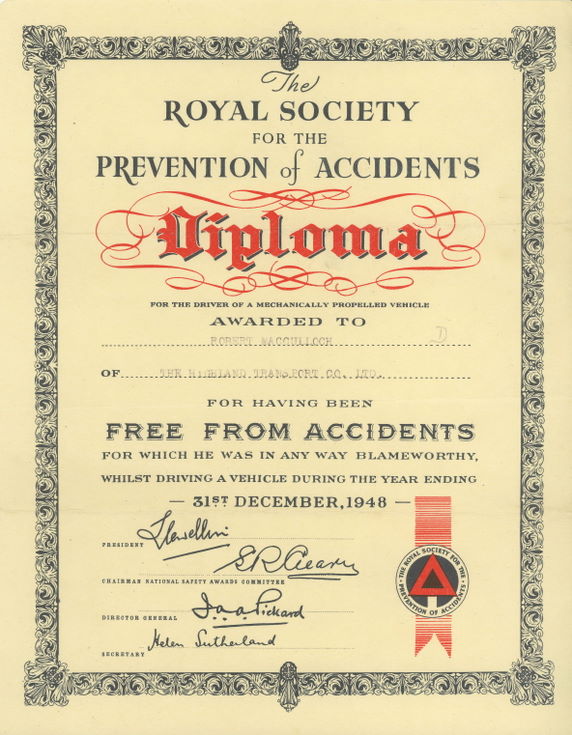 The
ROYAL SOCIETY
FOR THE
PREVENTION of ACCIDENTS
Diploma
FOR THE DRIVER OF A MECHANICALLY PROPELLED VEHICLE
AWARDED TO
ROBERT MACCULLOCH D
OF THE HIGHLAND TRANSPORT CO. LTD.
FOR HAVING BEEN
FREE FROM ACCIDENTS
FOR WHICH HE WAS IN ANY WAY BLAMEWORTHY,
WHILST DRIVING A VEHICLE DURING THE YEAR ENDING
— 31ST DECEMBER, 1948 —
Llewellin
PRESIDENT
S.R. Geary
CHAIRMAN NATIONAL SAFETY AWARDS COMMITTEE
DIRECTOR GENERAL Pickard
SECRETARY Helen Sutherland
THE ROYAL SOCIETY FOR THE
PREVENTION OF ACCIDENTS